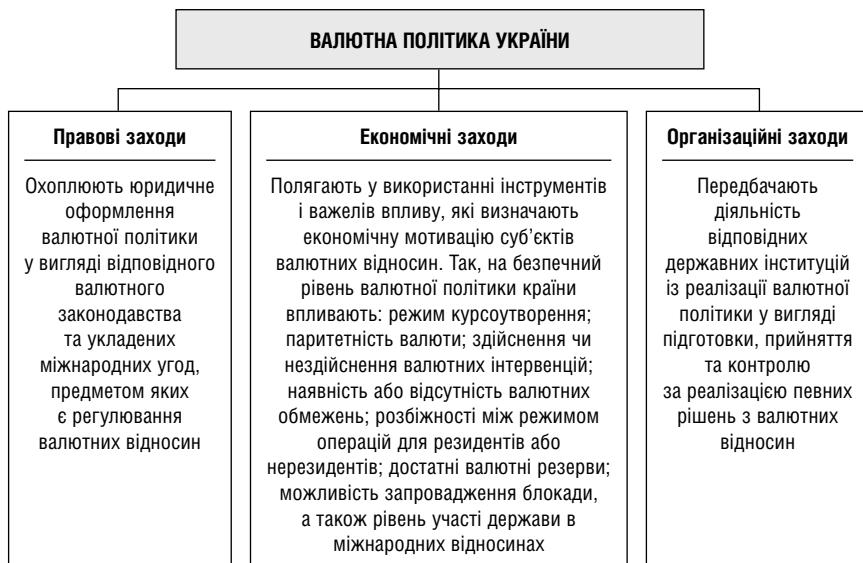 ВАЛЮТНА ПОЛІТИКА УКРАЇНИ
Правові заходи
Охоплюють юридичне
оформлення
валютної політики
у вигляді відповідного
валютного
законодавства
та укладених
міжнародних угод,
предметом яких
є регулювання
валютних відносин
Економічні заходи
Полягають у використанні інструментів
і важелів впливу, які визначають
економічну мотивацію суб’єктів
валютних відносин. Так, на безпечний
рівень валютної політики країни
впливають: режим курсоутворення;
паритетність валюти; здійснення чи
нездійснення валютних інтервенцій;
наявність або відсутність валютних
обмежень; розбіжності між режимом
операцій для резидентів або
нерезидентів; достатні валютні резерви;
можливість запровадження блокади,
а також рівень участі держави в
міжнародних відносинах
Організаційні заходи
Передбачають
діяльність
відповідних
державних інституцій
із реалізації валютної
політики у вигляді
підготовки, прийняття
та контролю
за реалізацією певних
рішень з валютних
відносин